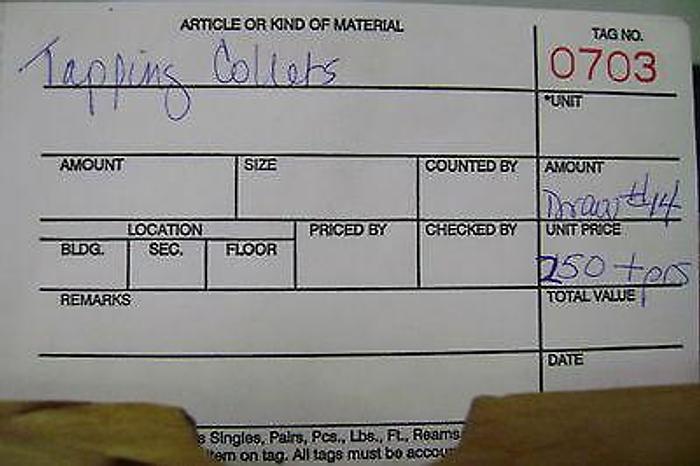 ARTICLE OR KIND OF MATERIAL TAG NO.
Tapping Collets 0703
*UNIT
AMOUNT SIZE COUNTED BY AMOUNT
Draw #14
LOCATION PRICED BY CHECKED BY UNIT PRICE
BLDG. SEC. FLOOR
250 + pcs
REMARKS TOTAL VALUE
DATE
s Singles, Pairs, Pcs., Lbs., Ft., Reams
item on tag. All tags must be accou